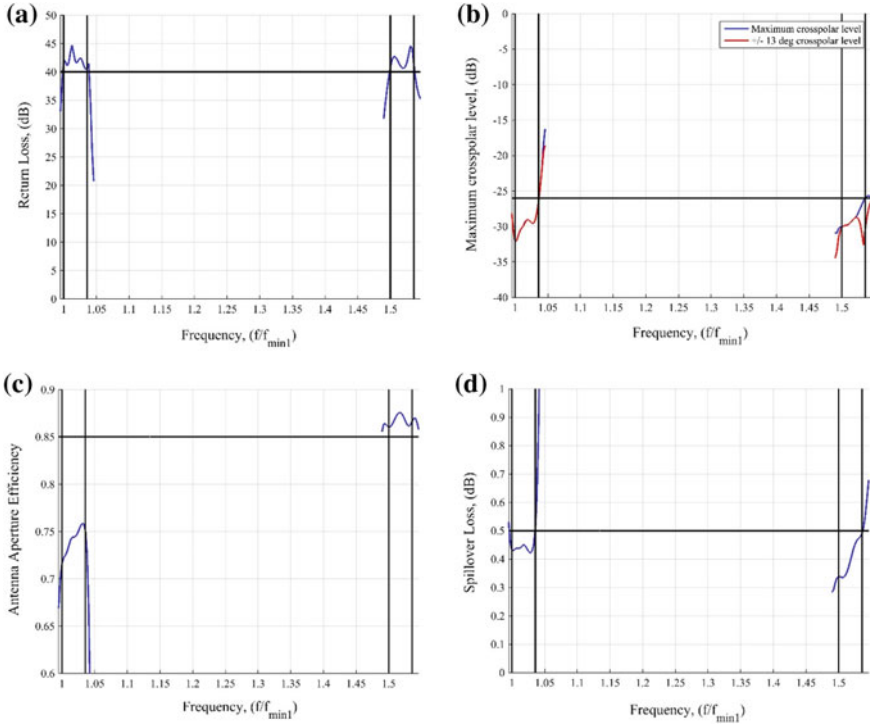 (a)
50
45
40
35
30
25
20
15
10
5
0
Return Loss, (dB)
1 1.05 1.1 1.15 1.2 1.25 1.3 1.35 1.4 1.45 1.5
Frequency, (f/fmin1)
(b)
Maximum crosspolar level
+/- 13 deg crosspolar level
0
-5
-10
-15
-20
-25
-30
-35
-40
Maximum crosspolar level, (dB)
1 1.05 1.1 1.15 1.2 1.25 1.3 1.35 1.4 1.45 1.5
Frequency, (f/fmin1)
(c)
0.9
0.85
0.8
0.75
0.7
0.65
0.6
Antenna Aperture Efficiency
1 1.05 1.1 1.15 1.2 1.25 1.3 1.35 1.4 1.45 1.5
Frequency, (f/fmin1)
(d)
1
0.9
0.8
0.7
0.6
0.5
0.4
0.3
0.2
0.1
0
Spillover Loss, (dB)
1 1.05 1.1 1.15 1.2 1.25 1.3 1.35 1.4 1.45 1.5
Frequency, (f/fmin1)